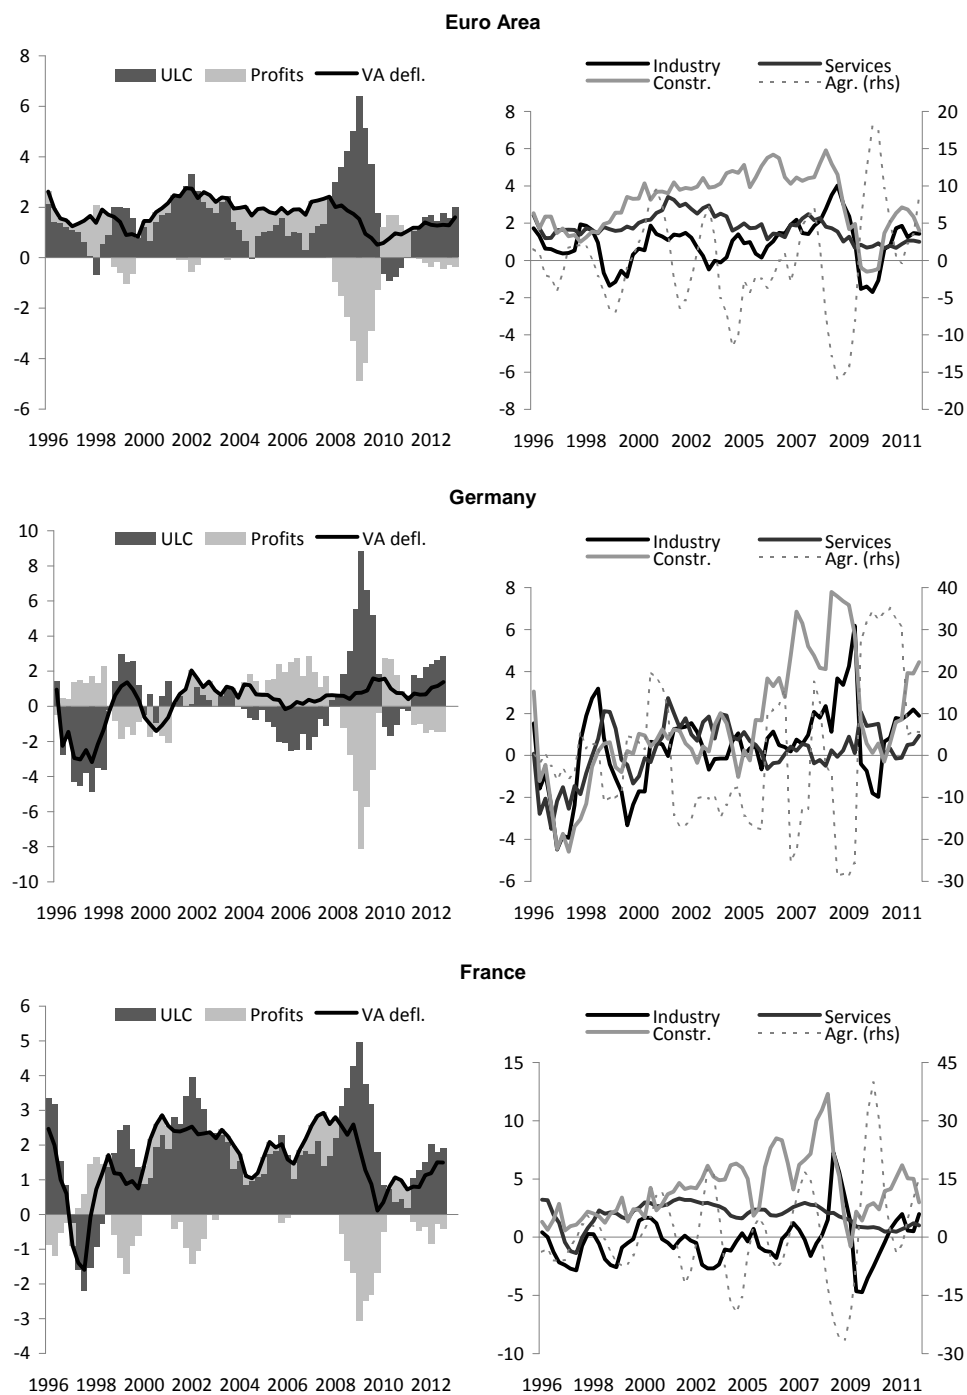 Euro Area
ULC Profits VA defl.
8
6
4
2
0
-2
-4
-6
1996 1998 2000 2002 2004 2006 2008 2010 2012
Industry Services
Constr. Agr. (rhs)
8 20
6 15
4 10
2 5
0 0
-2 -5
-4 -10
-6 -15
-8 -20
1996 1998 2000 2002 2005 2007 2009 2011
Germany
ULC Profits VA defl.
10
8
6
4
2
0
-2
-4
-6
-8
-10
1996 1998 2000 2002 2004 2006 2008 2010 2012
Industry Services
Constr. Agr. (rhs)
8 40
6 30
4 20
2 10
0 0
-2 -10
-4 -20
-6 -30
1996 1998 2000 2002 2005 2007 2009 2011
France
ULC Profits VA defl.
6
5
4
3
2
1
0
-1
-2
-3
-4
1996 1998 2000 2002 2004 2006 2008 2010 2012
Industry Services
Constr. Agr. (rhs)
15 45
10 30
5 15
0 0
-5 -15
-10 -30
1996 1998 2000 2002 2005 2007 2009 2011